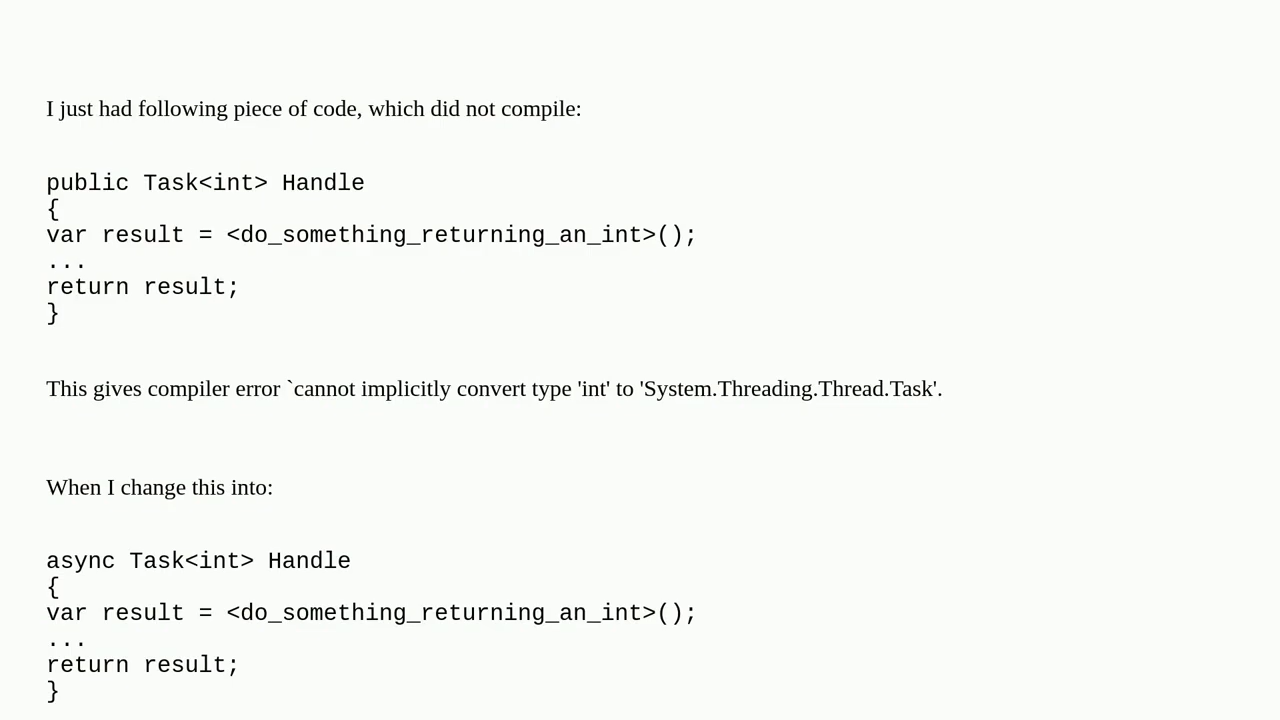 I just had following piece of code, which did not compile:
public Task<int> Handle
{
var result = <do_something_returning_an_int>();
...
return result;
}
This gives compiler error `cannot implicitly convert type 'int' to 'System.Threading.Thread.Task'.
When I change this into:
async Task<int> Handle
{
var result = <do_something_returning_an_int>();
...
return result;
}